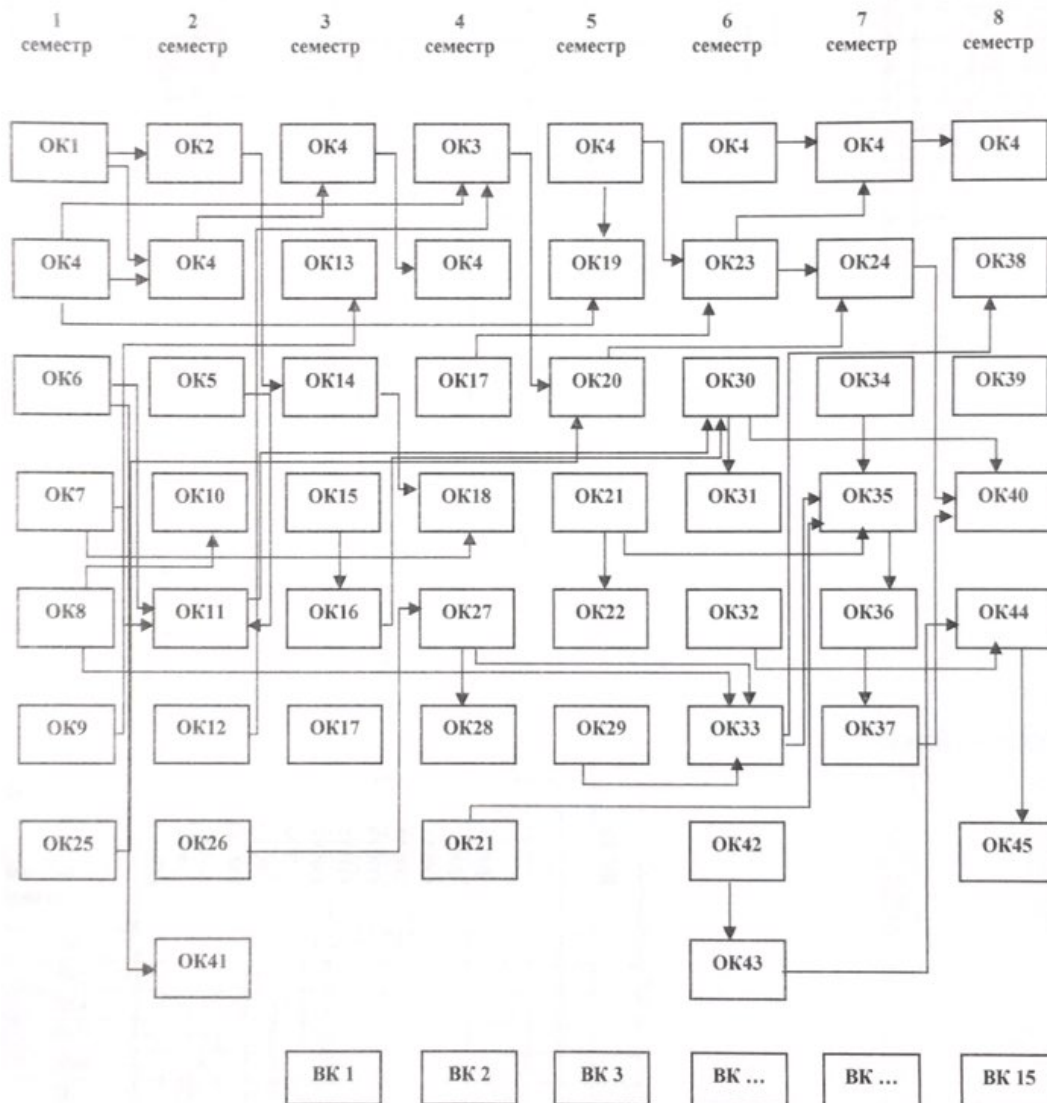 1 2 3 4 5 6 7 8
семестр семестр семестр семестр семестр семестр семестр семестр
ОК1 ОК2 ОК4 ОК3 ОК4 ОК4 ОК4 ОК4
ОК4 ОК4 ОК13 ОК4 ОК19 ОК23 ОК24 ОК38
ОК6 ОК5 ОК14 ОК17 ОК20 ОК30 ОК34 ОК39
ОК7 ОК10 ОК15 ОК18 ОК21 ОК31 ОК35 ОК40
ОК8 ОК11 ОК16 ОК27 ОК22 ОК32 ОК36 ОК44
ОК9 ОК12 ОК17 ОК28 ОК29 ОК33 ОК37
ОК25 ОК26 ОК21 ОК42 ОК45
ОК41 ОК43
ВК 1 ВК 2 ВК 3 ВК ... ВК ... ВК 15